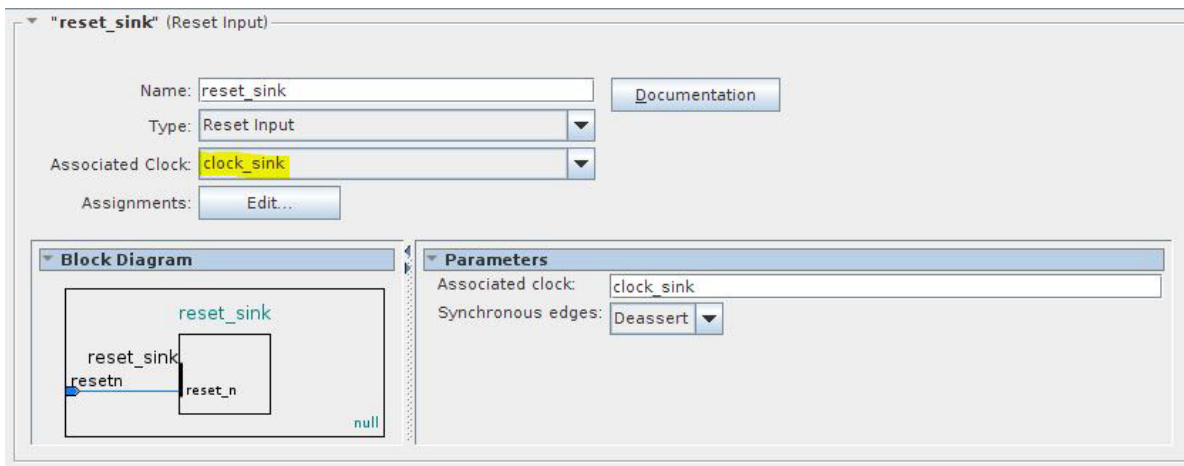 "reset_sink" (Reset Input)
Name: reset_sink Documentation
Type: Reset Input
Associated Clock: clock_sink
Assignments: Edit...
Block Diagram
reset_sink
reset_sink
resetn
reset_n
null
Parameters
Associated clock: clock_sink
Synchronous edges: Deassert